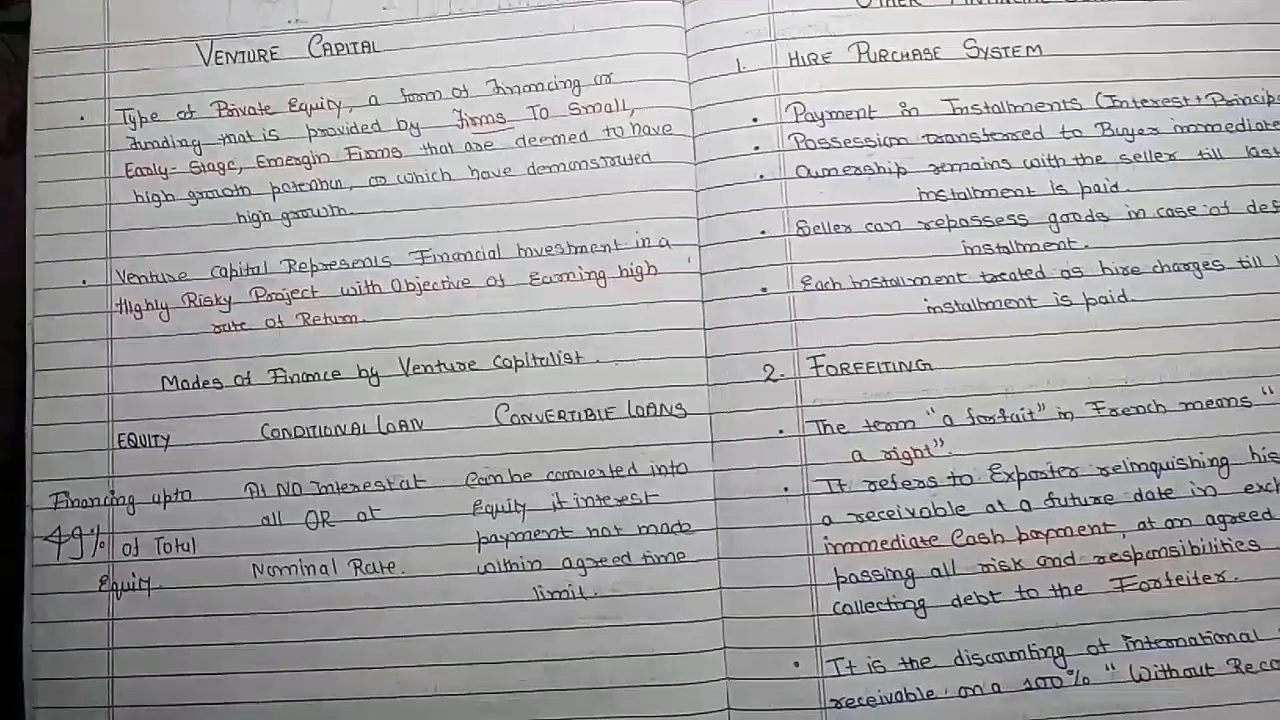 VENTURE CAPITAL
• Type of Private Equity, a form of Financing or
funding that is provided by Firms To Small,
Early-Stage, Emergin Firms that are deemed to have
high growth or which have demonstrated
high growth.
• Venture Capital Represents Financial Investment in a
Highly Risky Project with Objective of Earning high
rate of Return.
Modes of Finance by Venture capitalist.
EQUITY CONDITIONAL LOAN CONVERTIBLE LOANS
Financing upto
49% of Total
Equity.
At NO Interest at
all OR at
Nominal Rate.
Can be converted into
Equity if interest
payment not made
within agreed time
limit.
1. HIRE PURCHASE SYSTEM
• Payment in Installments (Interest+Princip
• Possession transferred to Buyer immediate
• Ownership remains with the seller till last
installment is paid.
• Seller can repossess goods in case of def
installment.
• Each installment treated as hire charges till
installment is paid.
2. FORFEITING
• The term "a forfait" in French means "
a right".
• It refers to Exporter relinquishing his
a receivable at a future date in exch
immediate Cash payment, at an agreed
passing all risk and responsibilities
collecting debt to the Forfeiter.
• It is the discounting of international
receivable on a 100% "Without Reco